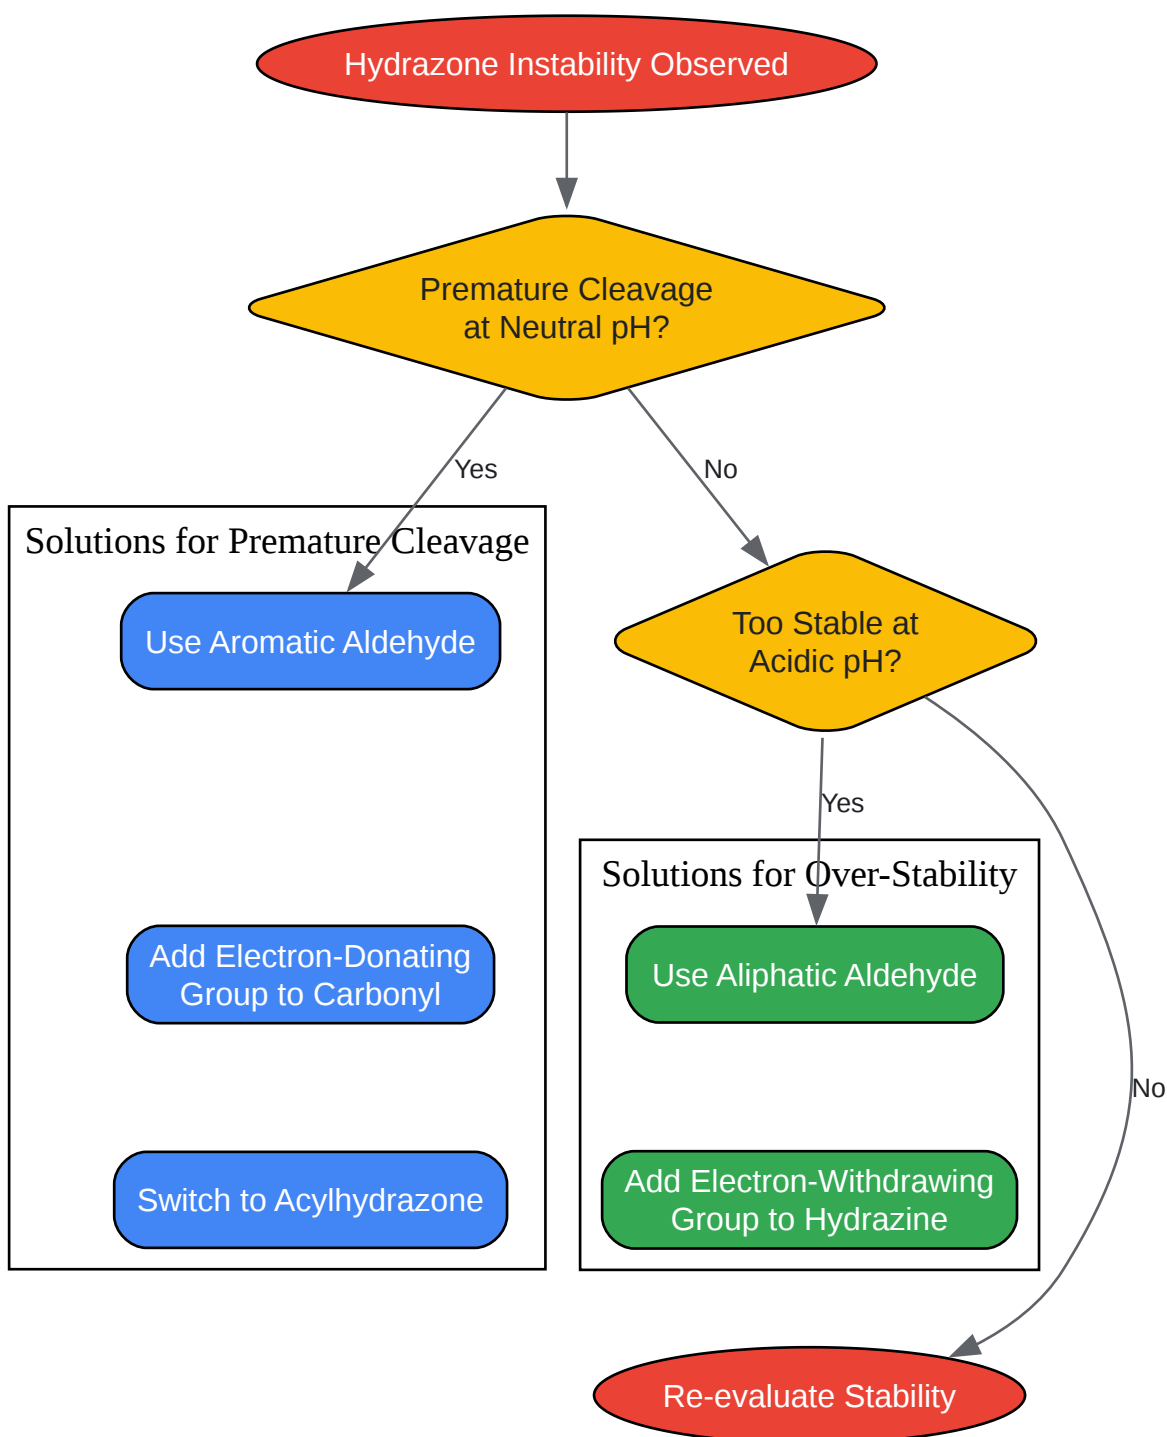 Hydrazone Instability Observed
Premature Cleavage
at Neutral pH?
Yes
No
Solutions for Premature Cleavage
Use Aromatic Aldehyde
Add Electron-Donating
Group to Carbonyl
Switch to Acylhydrazone
Too Stable at
Acidic pH?
Yes
No
Solutions for Over-Stability
Use Aliphatic Aldehyde
Add Electron-Withdrawing
Group to Hydrazine
Re-evaluate Stability